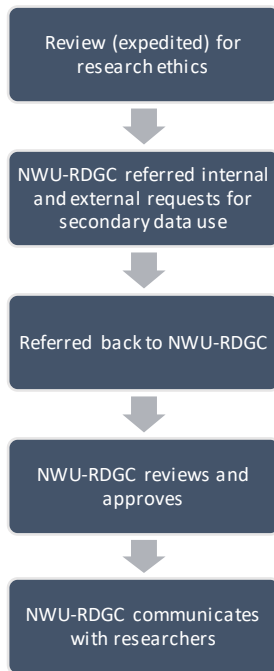 Review (expedited) for
research ethics
NWU-RDGC referred internal
and external requests for
secondary data use
Referred back to NWU-RDGC
NWU-RDGC reviews and
approves
NWU-RDGC communicates
with researchers